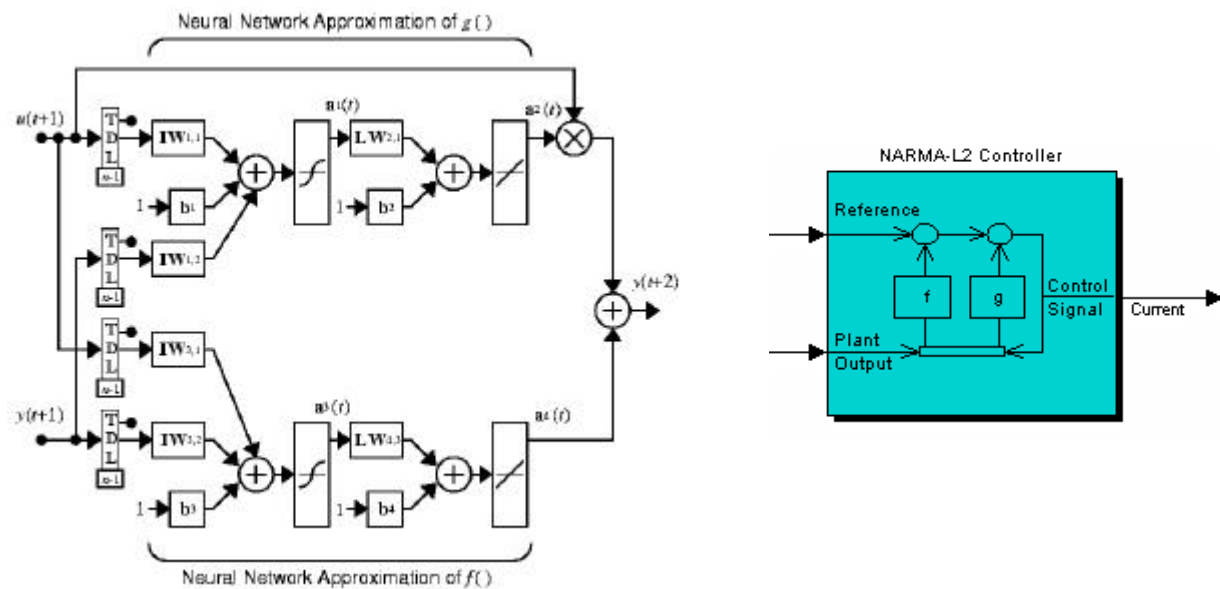 Neural Network Approximation of g ( )
u(t+1)
T
D
L
n-1
IW1,1
1
b1
a1(t)
LW2,1
1
b2
a2(t)
T
D
L
n-1
IW1,2
T
D
L
n-1
IW3,1
y(t+2)
y(t+1)
T
D
L
n-1
IW3,2
1
b3
a3(t)
LW4,3
1
b4
a4(t)
Neural Network Approximation of f( )
NARMA-L2 Controller
Reference
f
g
Control
Signal
Plant
Output
Current